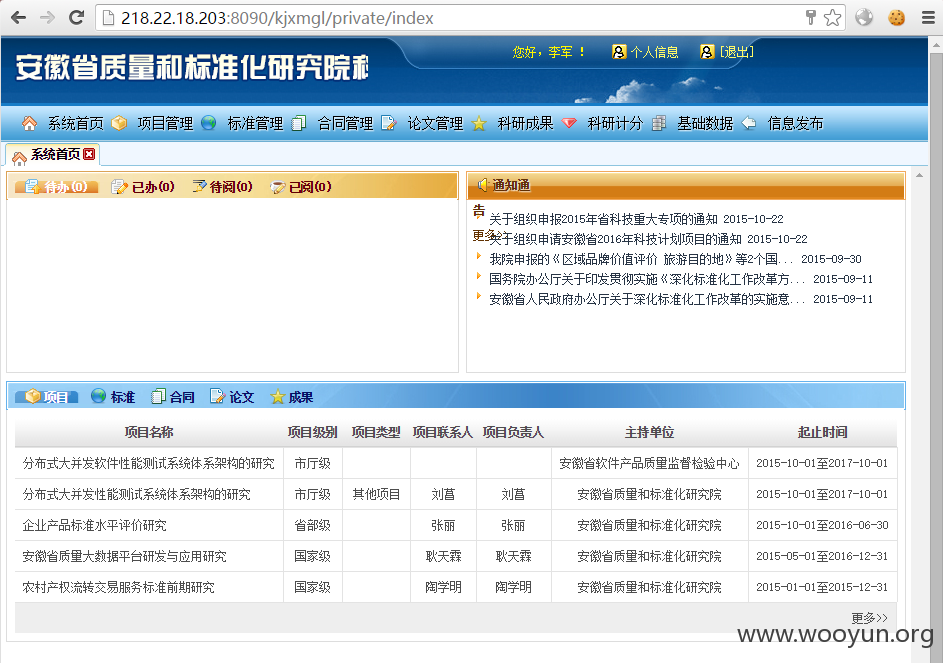 218.22.18.203:8090/kjxmgl/private/index
安徽省质量和标准化研究院科
您好，李军 ！ 个人信息 [退出]
系统首页 项目管理 标准管理 合同管理 论文管理 科研成果 科研计分 基础数据 信息发布
系统首页
待办(0) 已办(0) 待阅(0) 已阅(0)
通知通
告
更多>>
关于组织申报2015年省科技重大专项的通知 2015-10-22
关于组织申请安徽省2016年科技计划项目的通知 2015-10-22
我院申报的《区域品牌价值评价 旅游目的地》等2个国... 2015-09-30
国务院办公厅关于印发贯彻实施《深化标准化工作改革方... 2015-09-11
安徽省人民政府办公厅关于深化标准化工作改革的实施意... 2015-09-11
项目 标准 合同 论文 成果
项目名称 项目级别 项目类型 项目联系人 项目负责人 主持单位 起止时间
分布式大并发软件性能测试系统体系架构的研究 市厅级 安徽省软件产品质量监督检验中心 2015-10-01至2017-10-01
分布式大并发性能测试系统体系架构的研究 市厅级 其他项目 刘菖 刘菖 安徽省质量和标准化研究院 2015-10-01至2017-10-01
企业产品标准水平评价研究 省部级 张丽 张丽 安徽省质量和标准化研究院 2015-10-01至2016-06-30
安徽省质量大数据平台研发与应用研究 国家级 耿天霖 耿天霖 安徽省质量和标准化研究院 2015-05-01至2016-12-31
农村产权流转交易服务标准前期研究 国家级 陶学明 陶学明 安徽省质量和标准化研究院 2015-01-01至2015-12-31
更多>>
www.wooyun.org